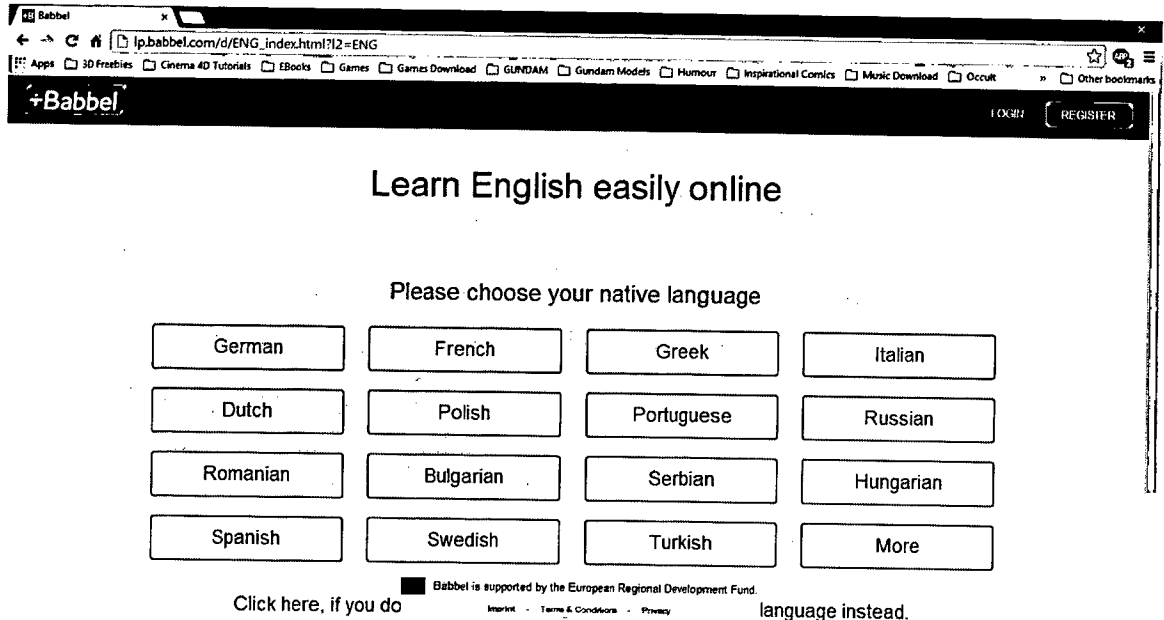 Babbel
lp.babbel.com/d/ENG_index.html?l2=ENG
Apps 3D Freebies Cinema 4D Tutorials EBooks Games Games Download GUNDAM Gundam Models Humour Inspirational Comics Music Download Occult » Other bookmarks
+Babbel LOGIN REGISTER
Learn English easily online
Please choose your native language
German French Greek Italian
Dutch Polish Portuguese Russian
Romanian Bulgarian Serbian Hungarian
Spanish Swedish Turkish More
Babbel is supported by the European Regional Development Fund.
Click here, if you do language instead.
Imprint - Terms & Conditions - Privacy